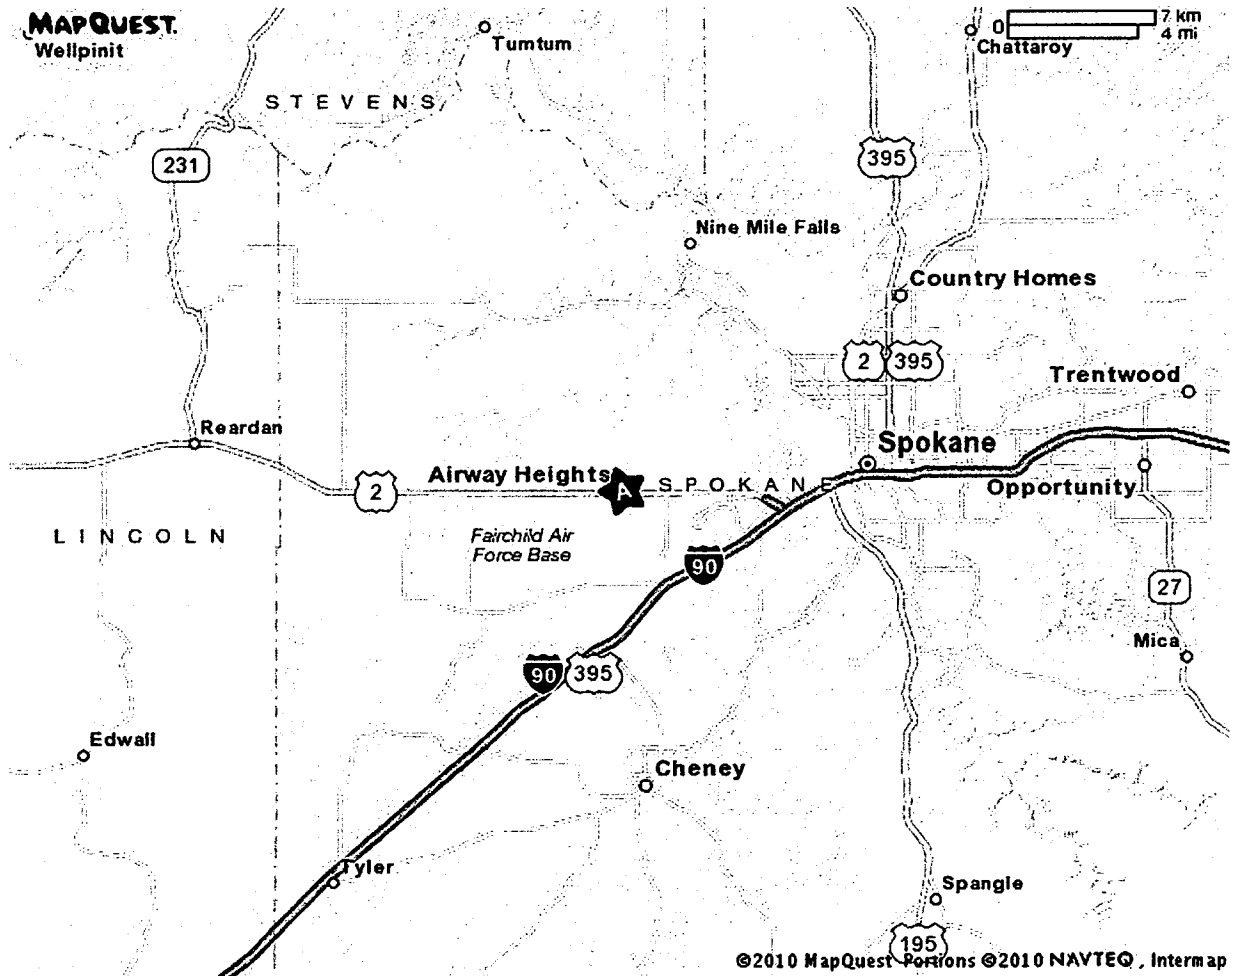 MAPQUEST.
Wellpinit
Tumtum
0
7 km
4 mi
Chattaroy
STEVENS
231
395
Nine Mile Falls
Country Homes
2
395
Trentwood
Reardan
Spokane
Airway Heights
A
SPOKANE
2
Opportunity
LINCOLN
Fairchild Air
Force Base
90
27
Mica
90
395
Edwall
Cheney
Tyler
Spangle
195
©2010 MapQuest Portions ©2010 NAVTEQ, Intermap